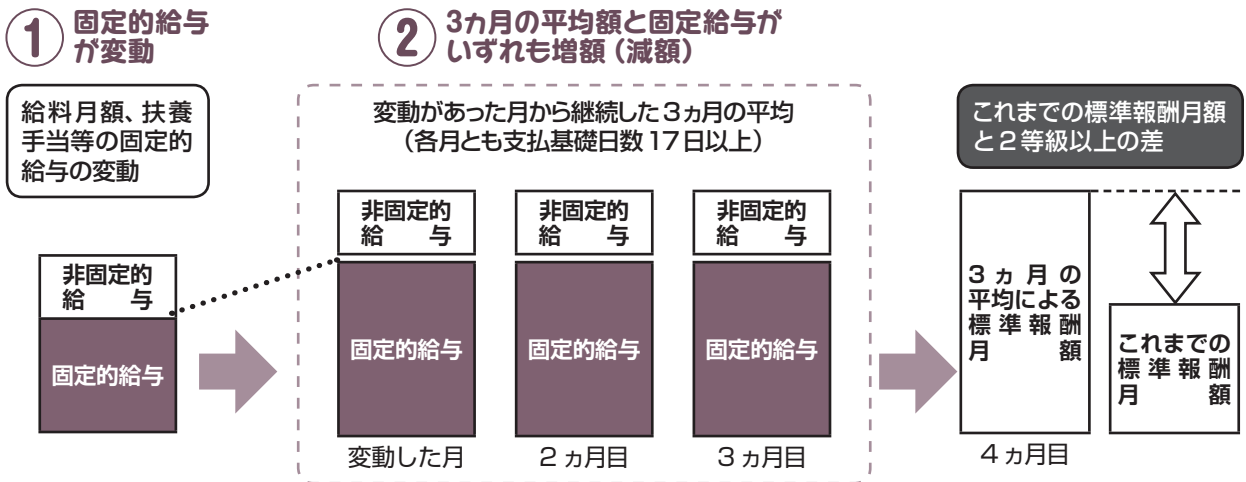 ① 固定的給与
が変動
② 3ヵ月の平均額と固定給与が
いずれも増額（減額）
給料月額、扶養
手当等の固定的
給与の変動
変動があった月から継続した3ヵ月の平均
（各月とも支払基礎日数17日以上）
これまでの標準報酬月額
と2等級以上の差
非固定的
給与
固定的給与
非固定的
給与
固定的給与
変動した月
非固定的
給与
固定的給与
2ヵ月目
非固定的
給与
固定的給与
3ヵ月目
3ヵ月の
平均による
標準報酬
月額
4ヵ月目
これまでの
標準報酬
月額